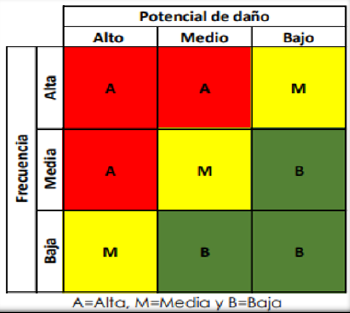 Potencial de daño
Alto Medio Bajo
Frecuencia
Alta A A M
Media A M B
Baja M B B
A=Alta, M=Media y B=Baja